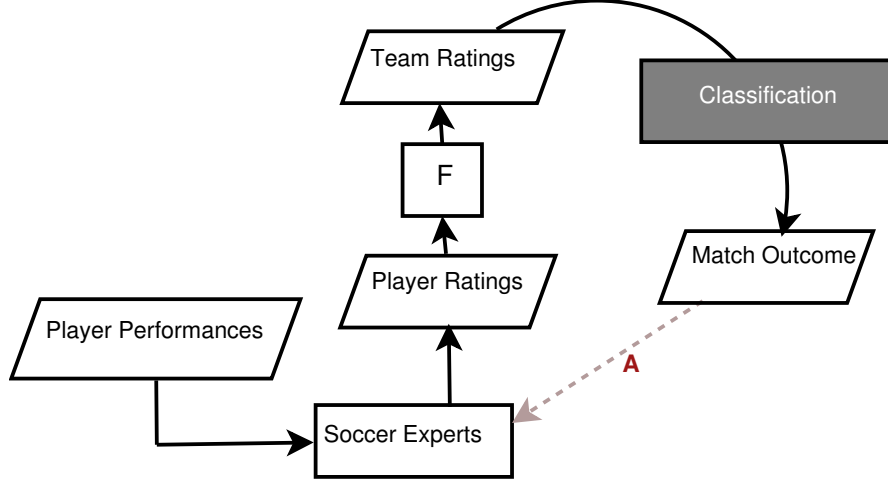 Team Ratings
Classification
F
Match Outcome
Player Ratings
Player Performances
A
Soccer Experts